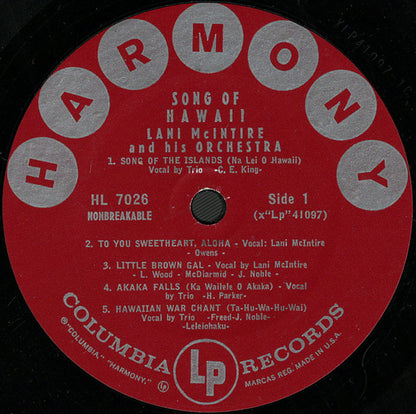 HARMONY
SONG OF
HAWAII
LANI McINTIRE
and his ORCHESTRA
1. SONG OF THE ISLANDS (Na Lei O Hawaii)
Vocal by Trio -C. E. King-
HL 7026
NONBREAKABLE
Side 1
(x"Lp"41097)
2. TO YOU SWEETHEART, ALOHA - Vocal: Lani McIntire
- Owens -
3. LITTLE BROWN GAL - Vocal by Lani McIntire
- L. Wood - McDiarmid - J. Noble -
4. AKAKA FALLS (Ka Wailele O Akaka) - Vocal
by Trio -H. Parker-
5. HAWAIIAN WAR CHANT (Ta-Hu-Wa-Hu-Wai)
Vocal by Trio -Freed-J. Noble-
-Leleiohaku-
COLUMBIA Lp RECORDS
® "COLUMBIA," "HARMONY," Lp
MARCAS REG. MADE IN U.S.A.